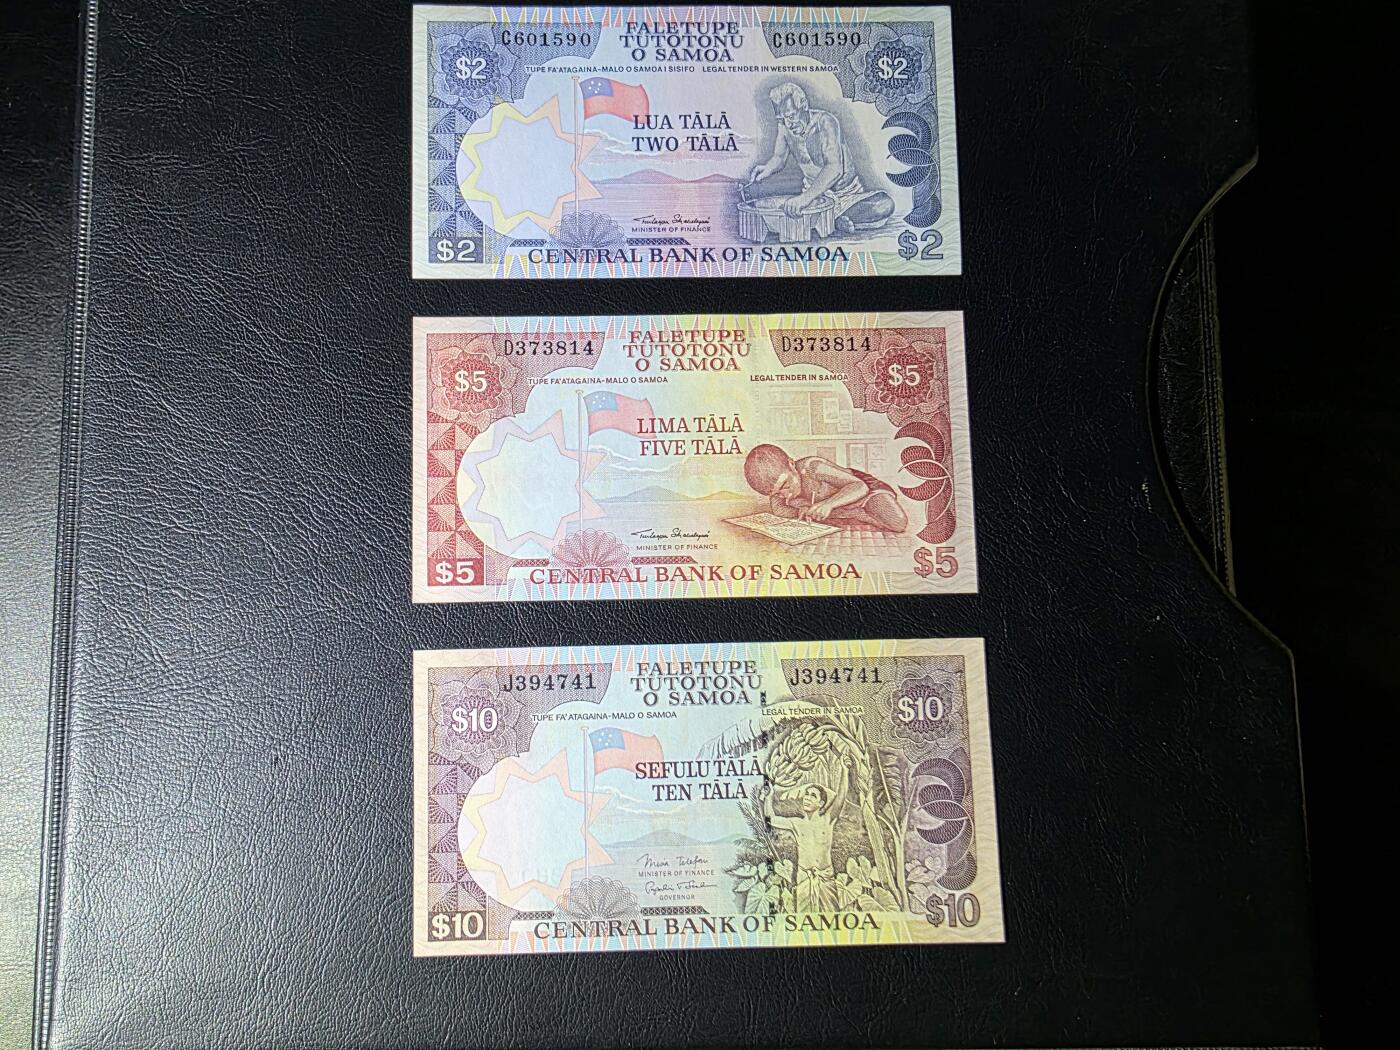 C601590
FALETUPE
TUTOTONU
O SAMOA
C601590
$2
$2
TUPE FA'ATAGAINA-MALO O SAMOA I SISIFO LEGAL TENDER IN WESTERN SAMOA
LUA TĀLĀ
TWO TĀLĀ
MINISTER OF FINANCE
$2
CENTRAL BANK OF SAMOA
$2
D373814
FALETUPE
TUTOTONU
O SAMOA
D373814
$5
$5
TUPE FA'ATAGAINA-MALO O SAMOA
LEGAL TENDER IN SAMOA
LIMA TĀLĀ
FIVE TĀLĀ
MINISTER OF FINANCE
$5
CENTRAL BANK OF SAMOA
$5
J394741
FALETUPE
TUTOTONU
O SAMOA
J394741
$10
$10
TUPE FA'ATAGAINA-MALO O SAMOA
LEGAL TENDER IN SAMOA
SEFULU TĀLĀ
TEN TĀLĀ
MINISTER OF FINANCE
GOVERNOR
$10
CENTRAL BANK OF SAMOA
$10